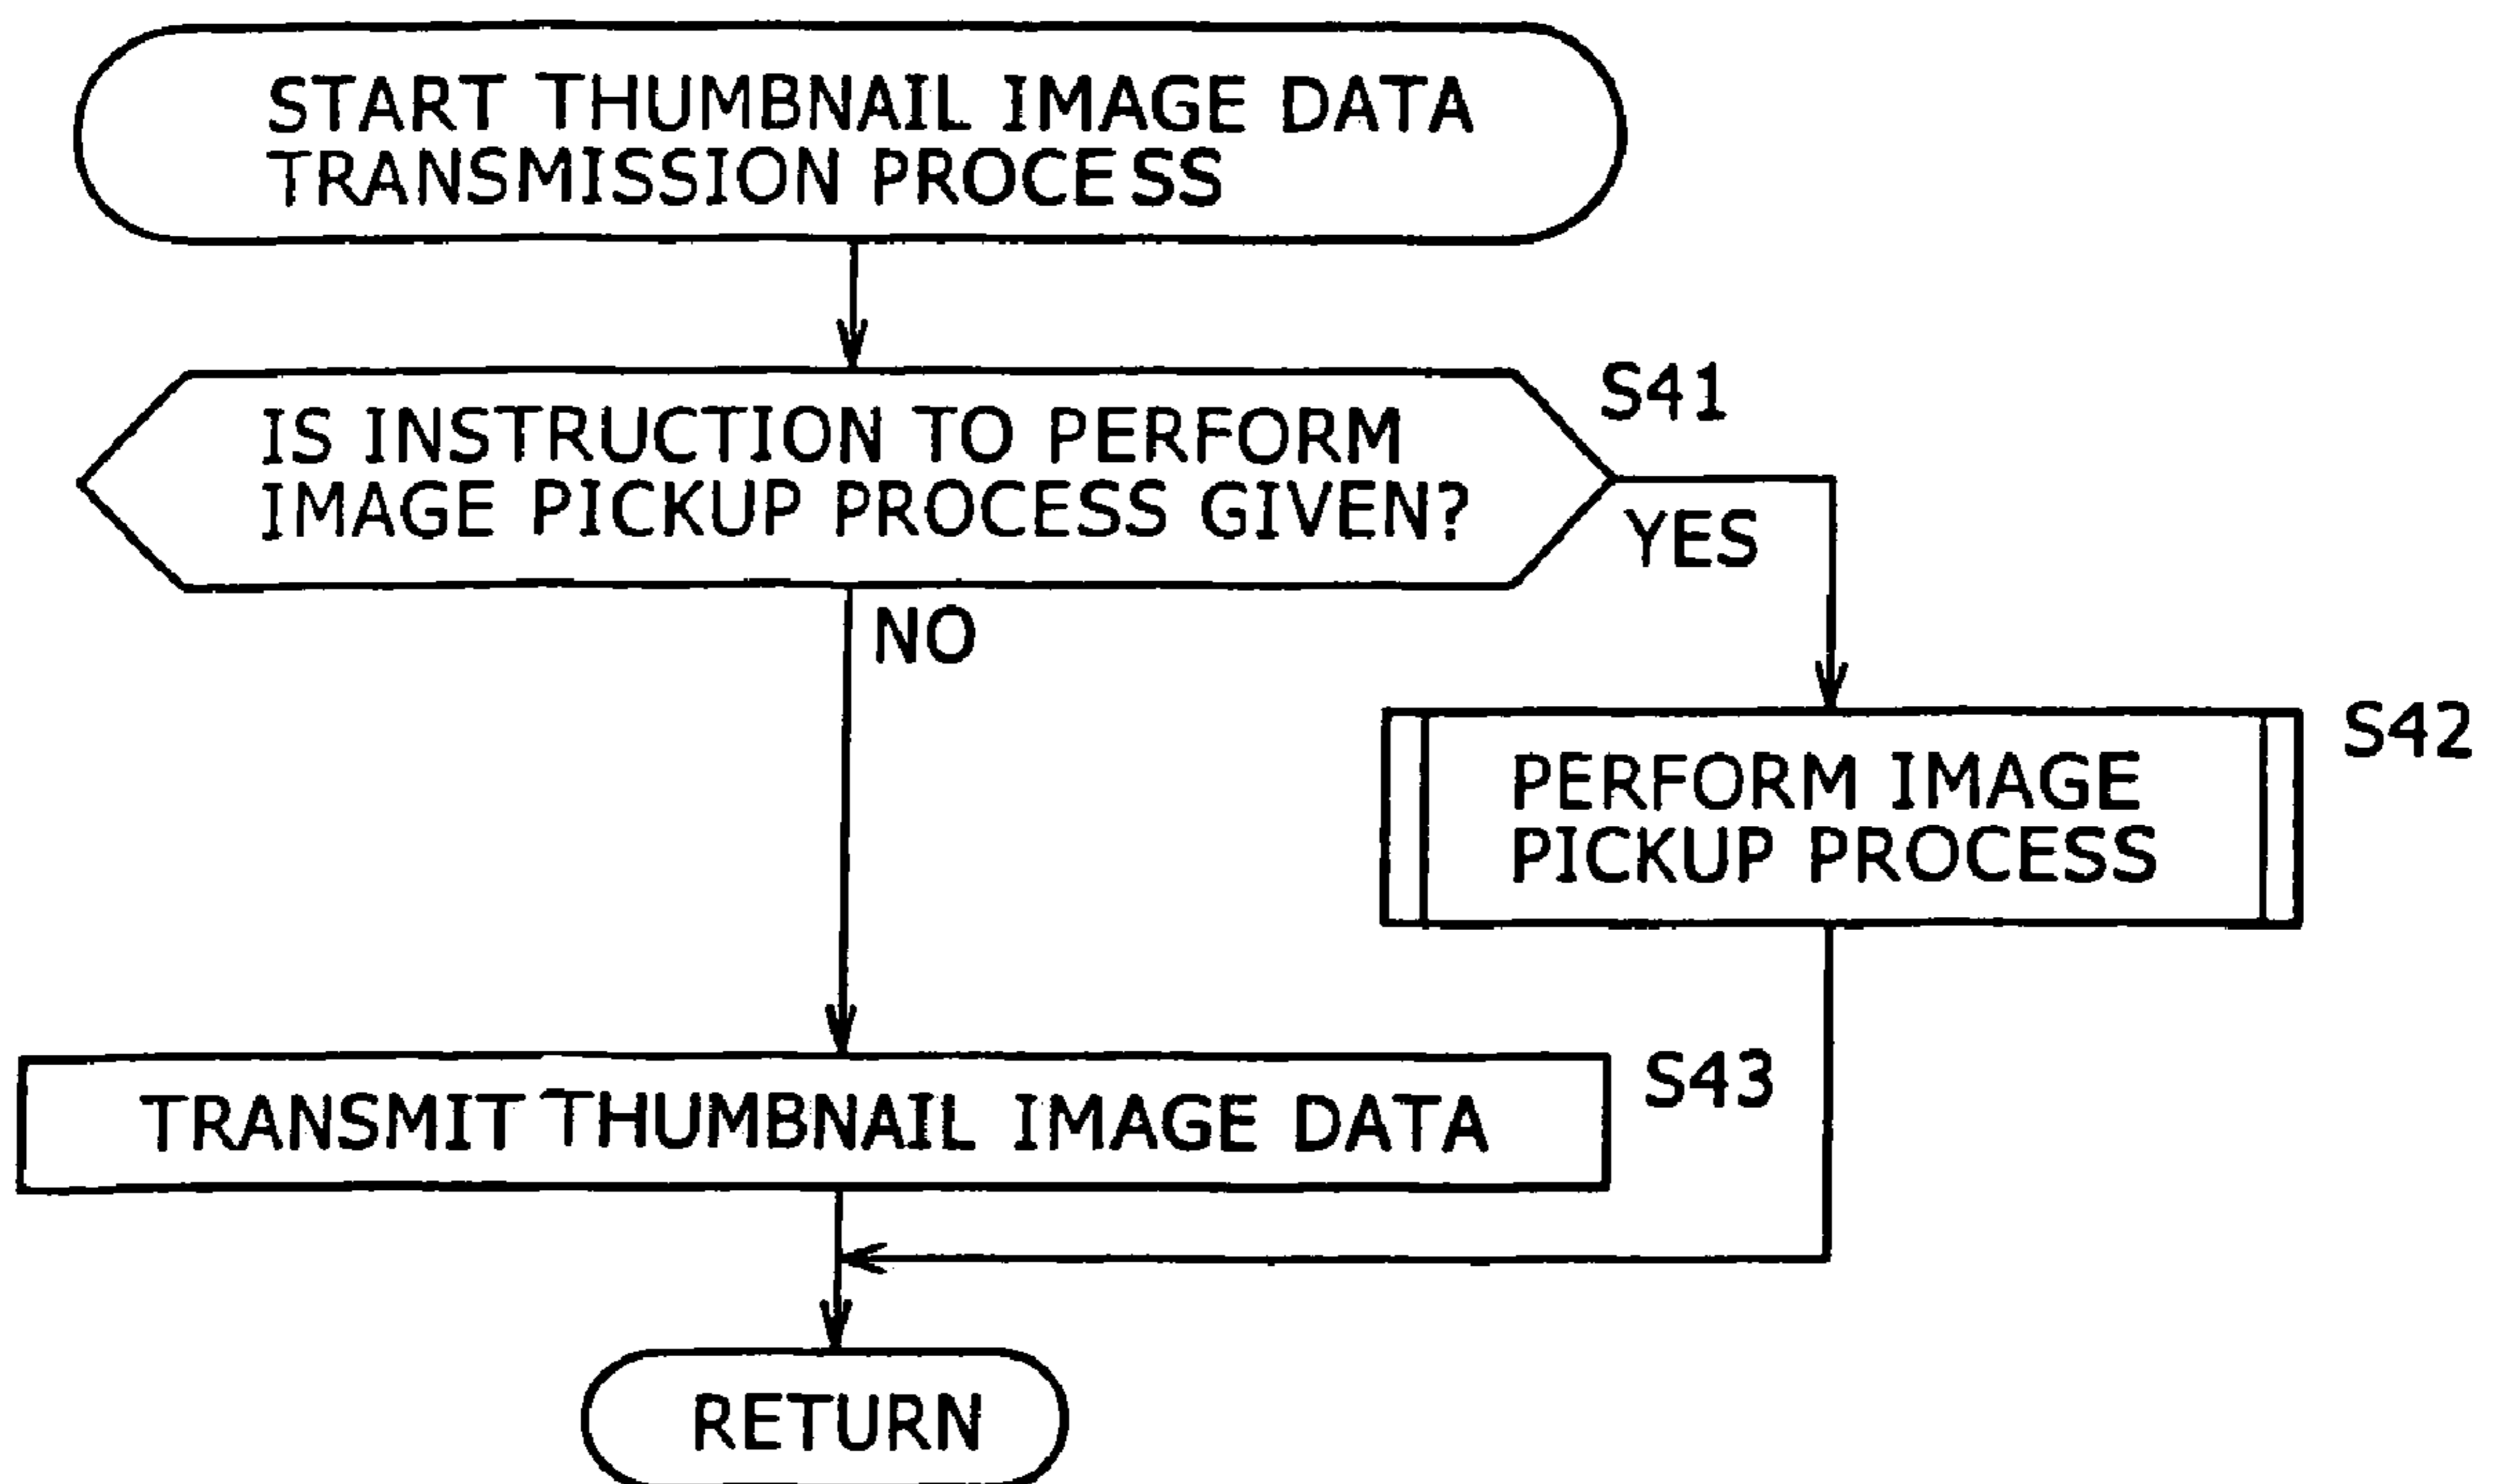 START THUMBNAIL IMAGE DATA
TRANSMISSION PROCESS
S41
IS INSTRUCTION TO PERFORM
IMAGE PICKUP PROCESS GIVEN?
YES
NO
S42
PERFORM IMAGE
PICKUP PROCESS
S43
TRANSMIT THUMBNAIL IMAGE DATA
RETURN